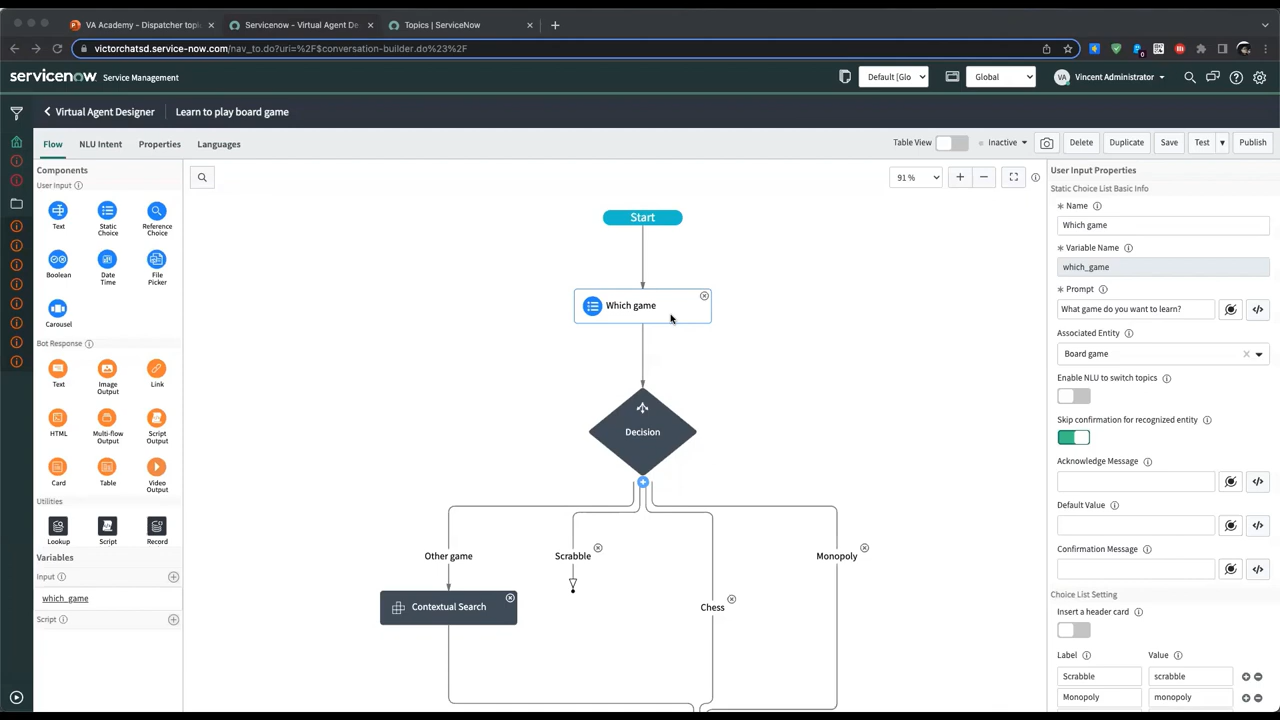 VA Academy - Dispatcher topic
Servicenow - Virtual Agent De
Topics | ServiceNow
victorchatsd.service-now.com/nav_to.do?uri=%2F$conversation-builder.do%23%2F
servicenow Service Management
Default [Glo
Global
VA Vincent Administrator
Virtual Agent Designer
Learn to play board game
Flow
NLU Intent
Properties
Languages
Table View
Inactive
Delete
Duplicate
Save
Test
Publish
Components
User Input
Text
Static
Choice
Reference
Choice
Boolean
Date
Time
File
Picker
Carousel
Bot Response
Text
Image
Output
Link
HTML
Multi-flow
Output
Script
Output
Card
Table
Video
Output
Utilities
Lookup
Script
Record
Variables
Input
which_game
Script
91 %
Start
Which game
Decision
Other game
Scrabble
Chess
Monopoly
Contextual Search
User Input Properties
Static Choice List Basic Info
Name
Which game
Variable Name
which_game
Prompt
What game do you want to learn?
Associated Entity
Board game
Enable NLU to switch topics
Skip confirmation for recognized entity
Acknowledge Message
Default Value
Confirmation Message
Choice List Setting
Insert a header card
Label
Value
Scrabble
scrabble
Monopoly
monopoly